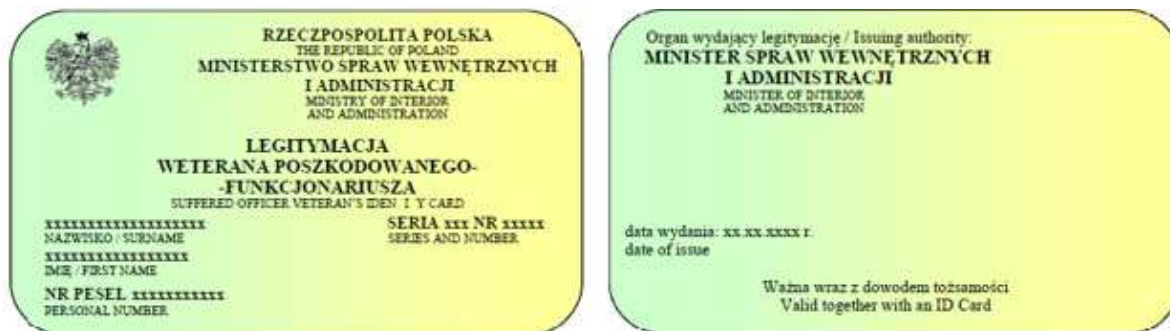 RZECZPOSPOLITA POLSKA
THE REPUBLIC OF POLAND
MINISTERSTWO SPRAW WEWNĘTRZNYCH
I ADMINISTRACJI
MINISTRY OF INTERIOR
AND ADMINISTRATION
LEGITYMACJA
WETERANA POSZKODOWANEGO-
-FUNKCJONARIUSZA
SUFFERED OFFICER VETERAN'S IDEN I Y CARD
xxxxxxxxxxxxxxxxxxx
NAZWISKO / SURNAME
SERIA xxx NR xxxxx
SERIES AND NUMBER
xxxxxxxxxxxxxxxxx
IMIĘ / FIRST NAME
NR PESEL xxxxxxxxxxx
PERSONAL NUMBER
Organ wydający legitymację / Issuing authority:
MINISTER SPRAW WEWNĘTRZNYCH
I ADMINISTRACJI
MINISTER OF INTERIOR
AND ADMINISTRATION
data wydania: xx.xx.xxxx r.
date of issue
Ważna wraz z dowodem tożsamości
Valid together with an ID Card